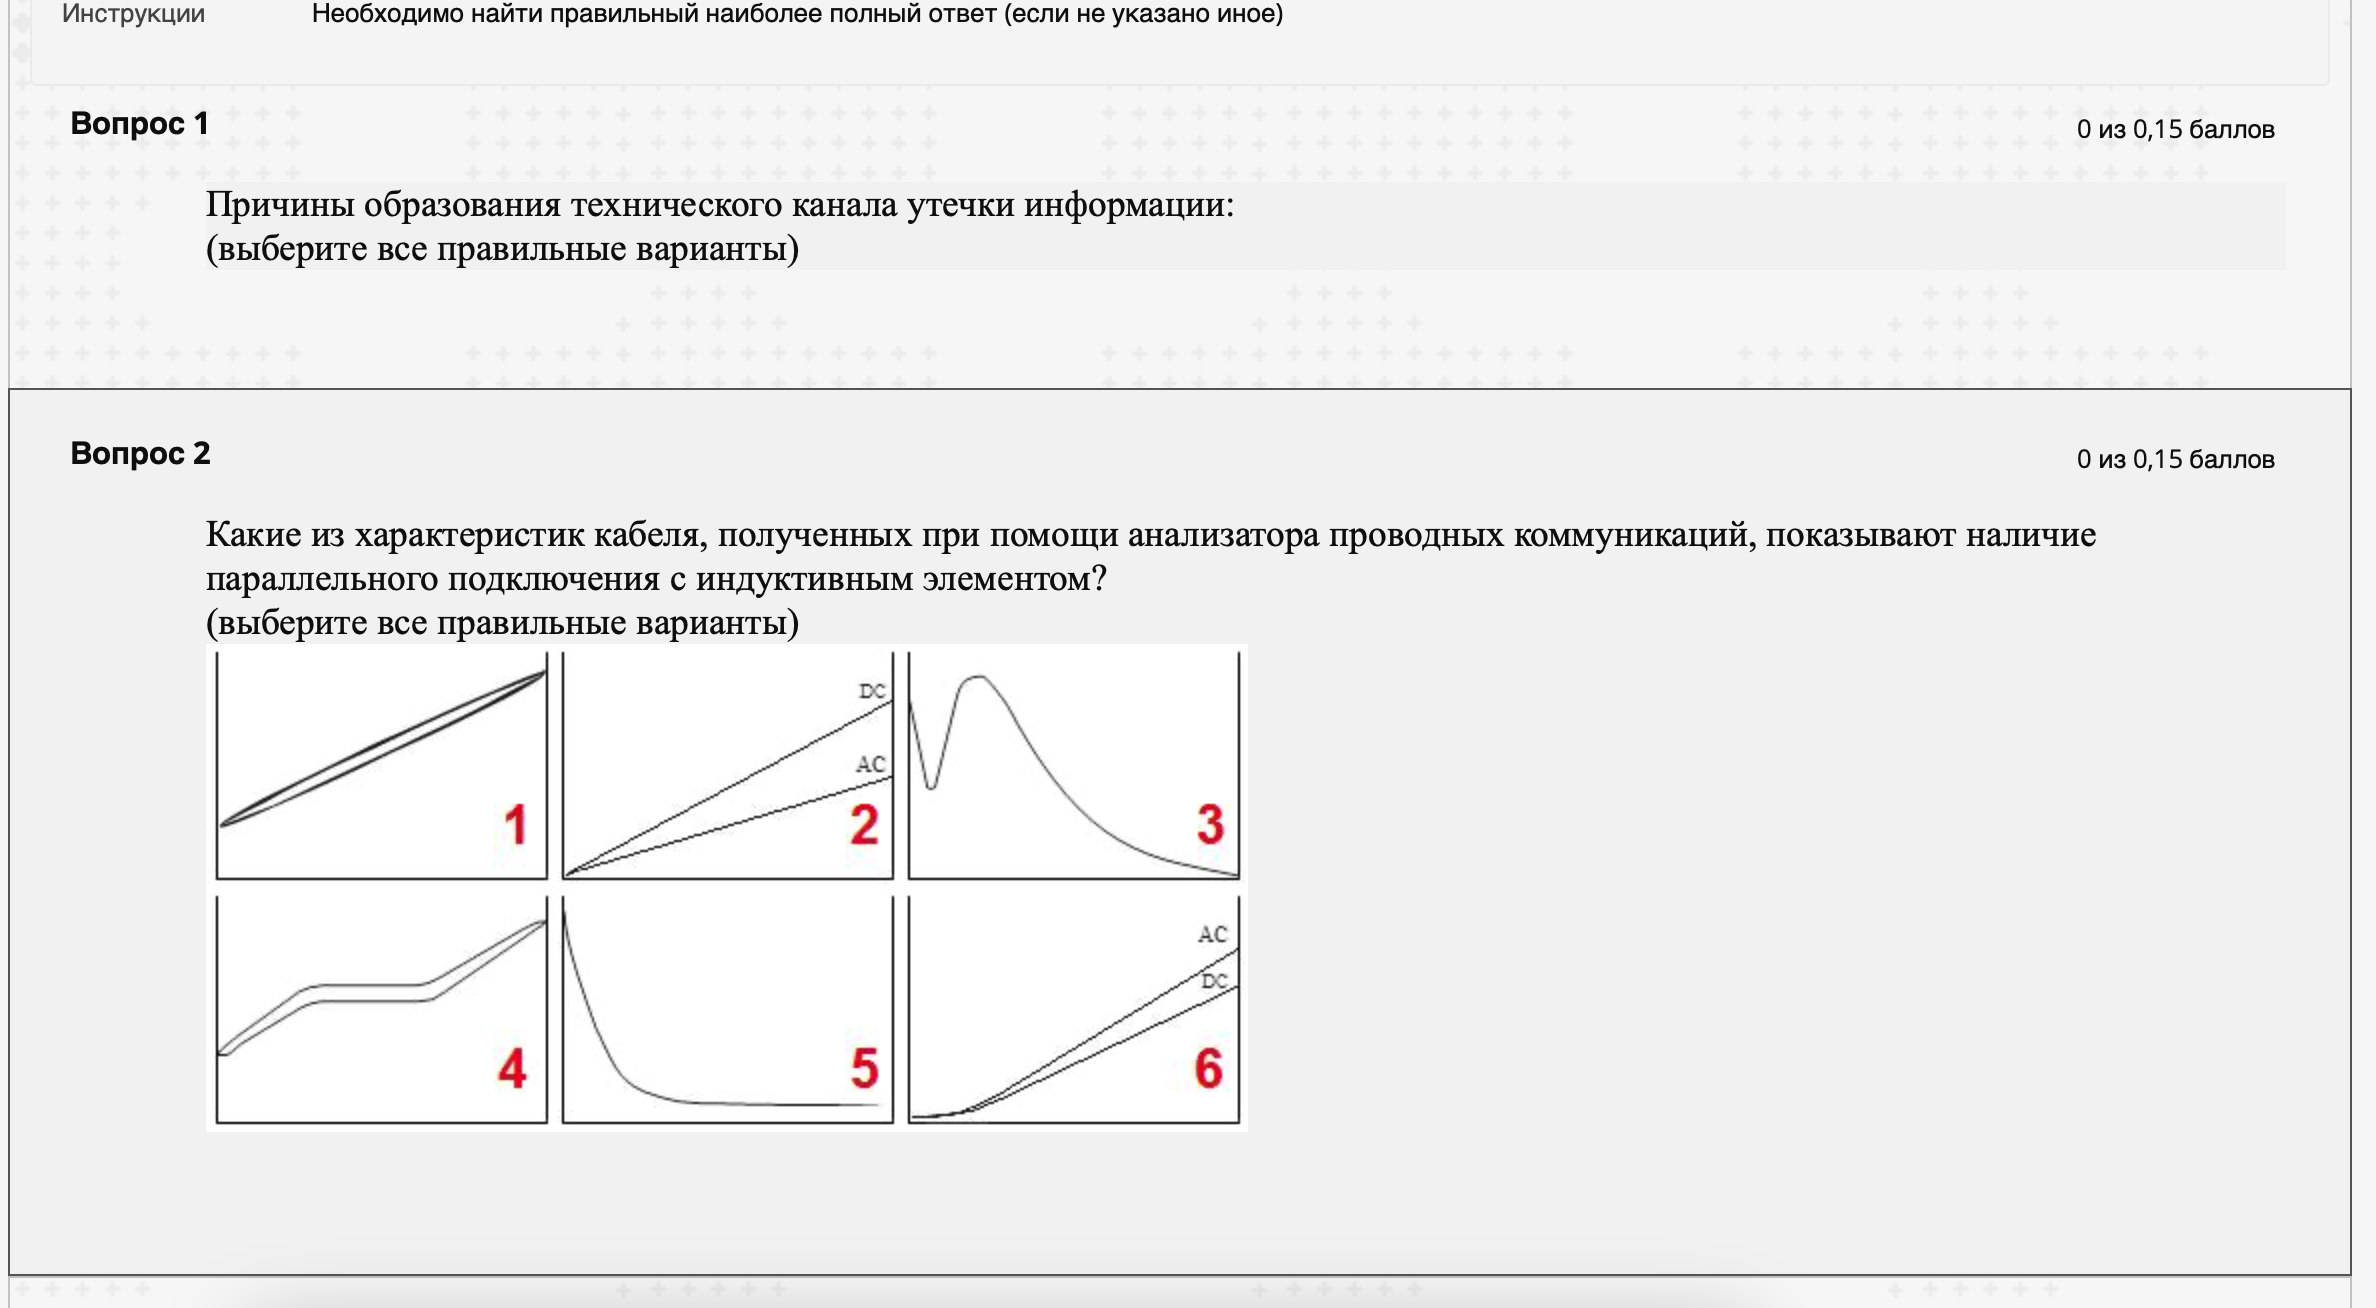 Инструкции Необходимо найти правильный наиболее полный ответ (если не указано иное)
Вопрос 1 0 из 0,15 баллов
Причины образования технического канала утечки информации:
(выберите все правильные варианты)
Вопрос 2 0 из 0,15 баллов
Какие из характеристик кабеля, полученных при помощи анализатора проводных коммуникаций, показывают наличие
параллельного подключения с индуктивным элементом?
(выберите все правильные варианты)
1
DC
AC
2
3
4
5
AC
DC
6